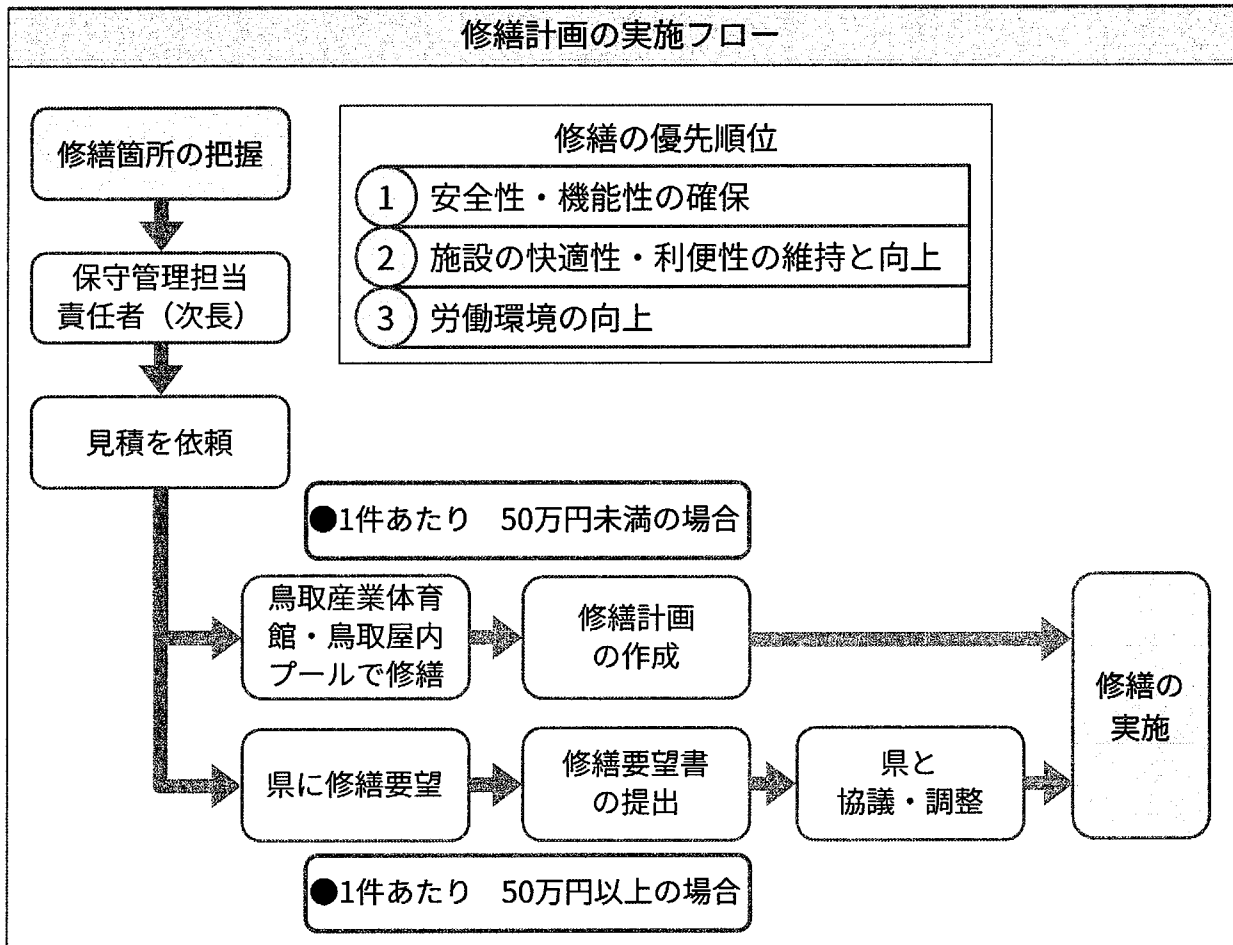 修繕計画の実施フロー
修繕箇所の把握
修繕の優先順位
1 安全性・機能性の確保
2 施設の快適性・利便性の維持と向上
3 労働環境の向上
保守管理担当
責任者（次長）
見積を依頼
●1件あたり　50万円未満の場合
鳥取産業体育
館・鳥取屋内
プールで修繕
修繕計画
の作成
県に修繕要望
修繕要望書
の提出
県と
協議・調整
修繕の
実施
●1件あたり　50万円以上の場合